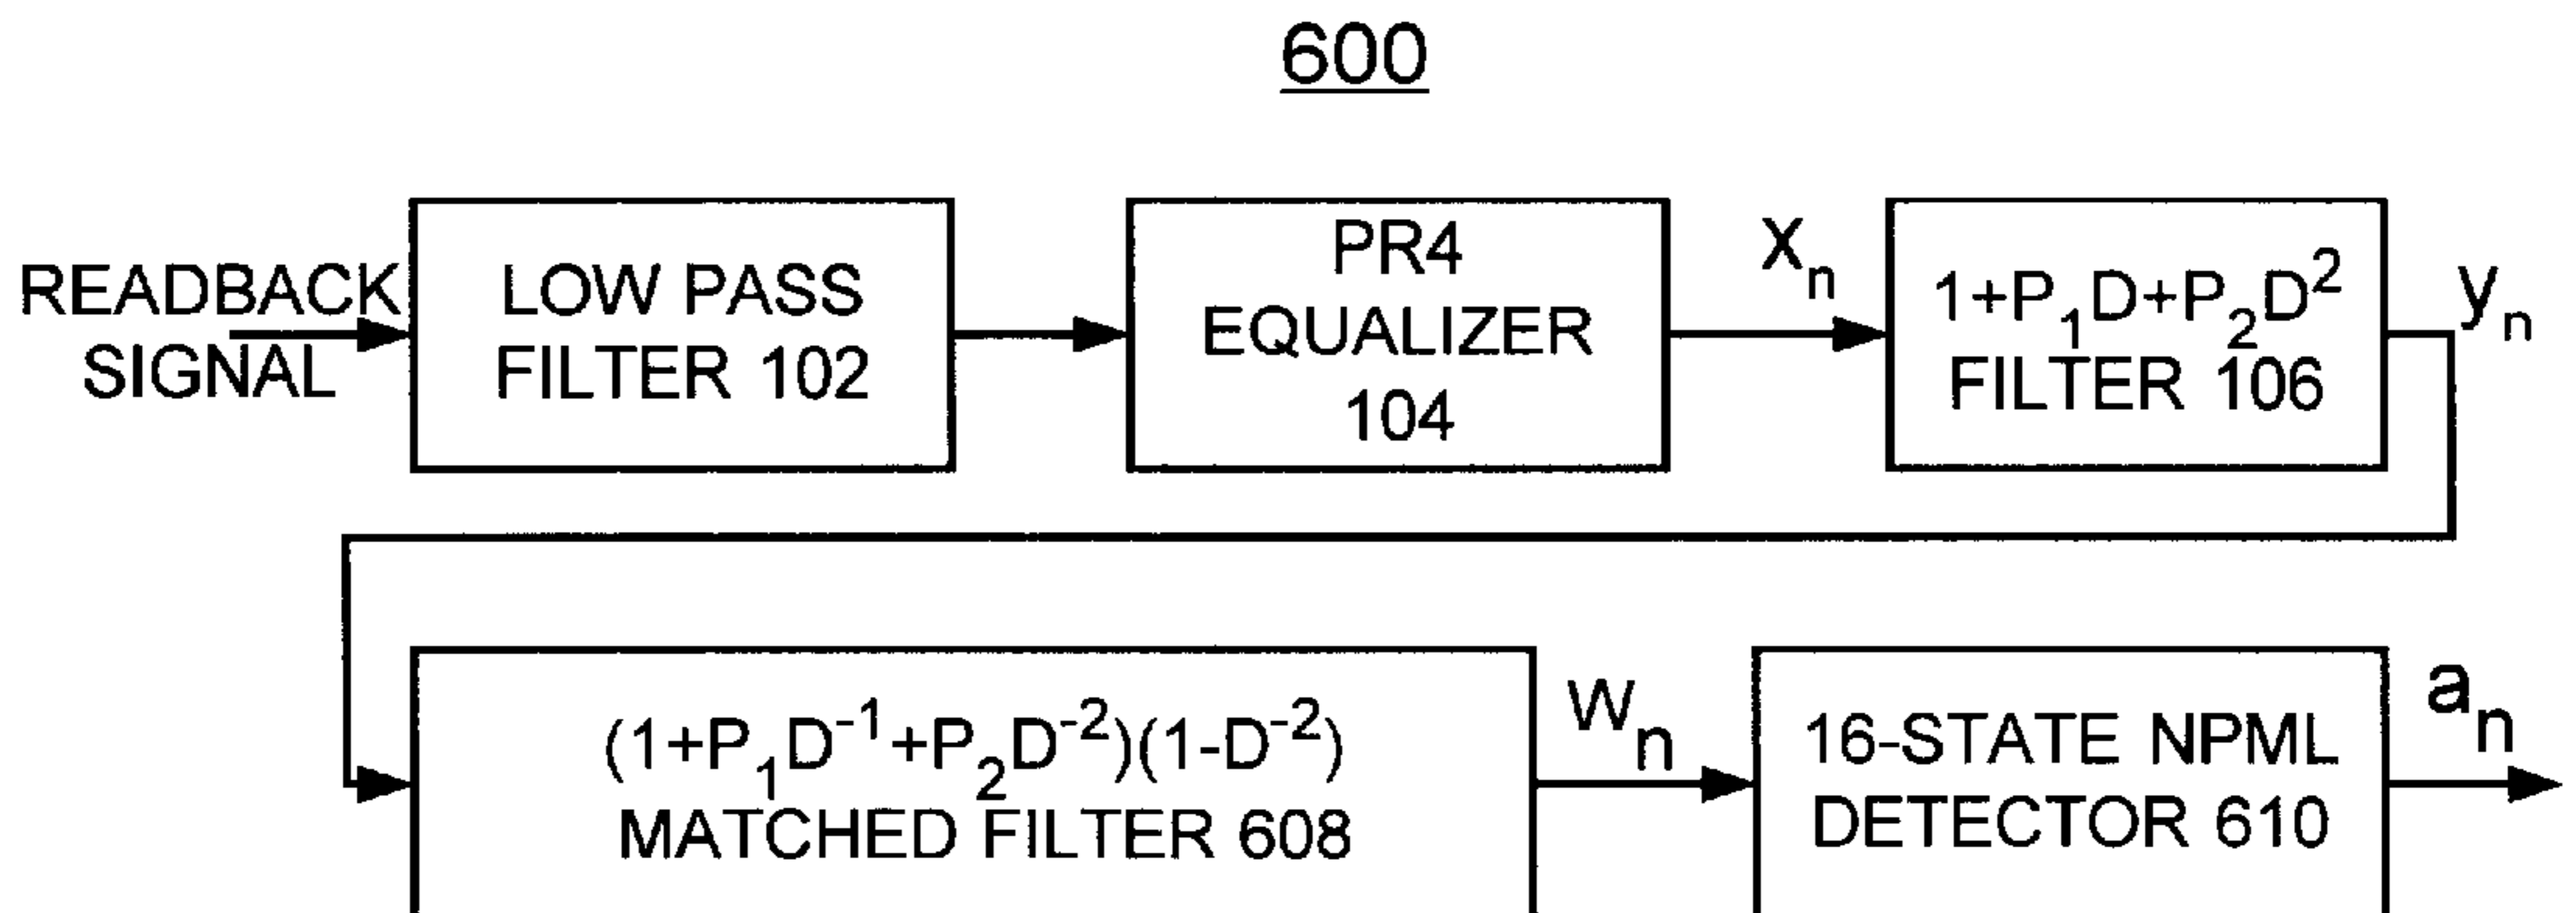 600
READBACK
SIGNAL
LOW PASS
FILTER 102
PR4
EQUALIZER
104
xₙ
1+P₁D+P₂D²
FILTER 106
yₙ
(1+P₁D⁻¹+P₂D⁻²)(1-D⁻²)
MATCHED FILTER 608
wₙ
16-STATE NPML
DETECTOR 610
aₙ